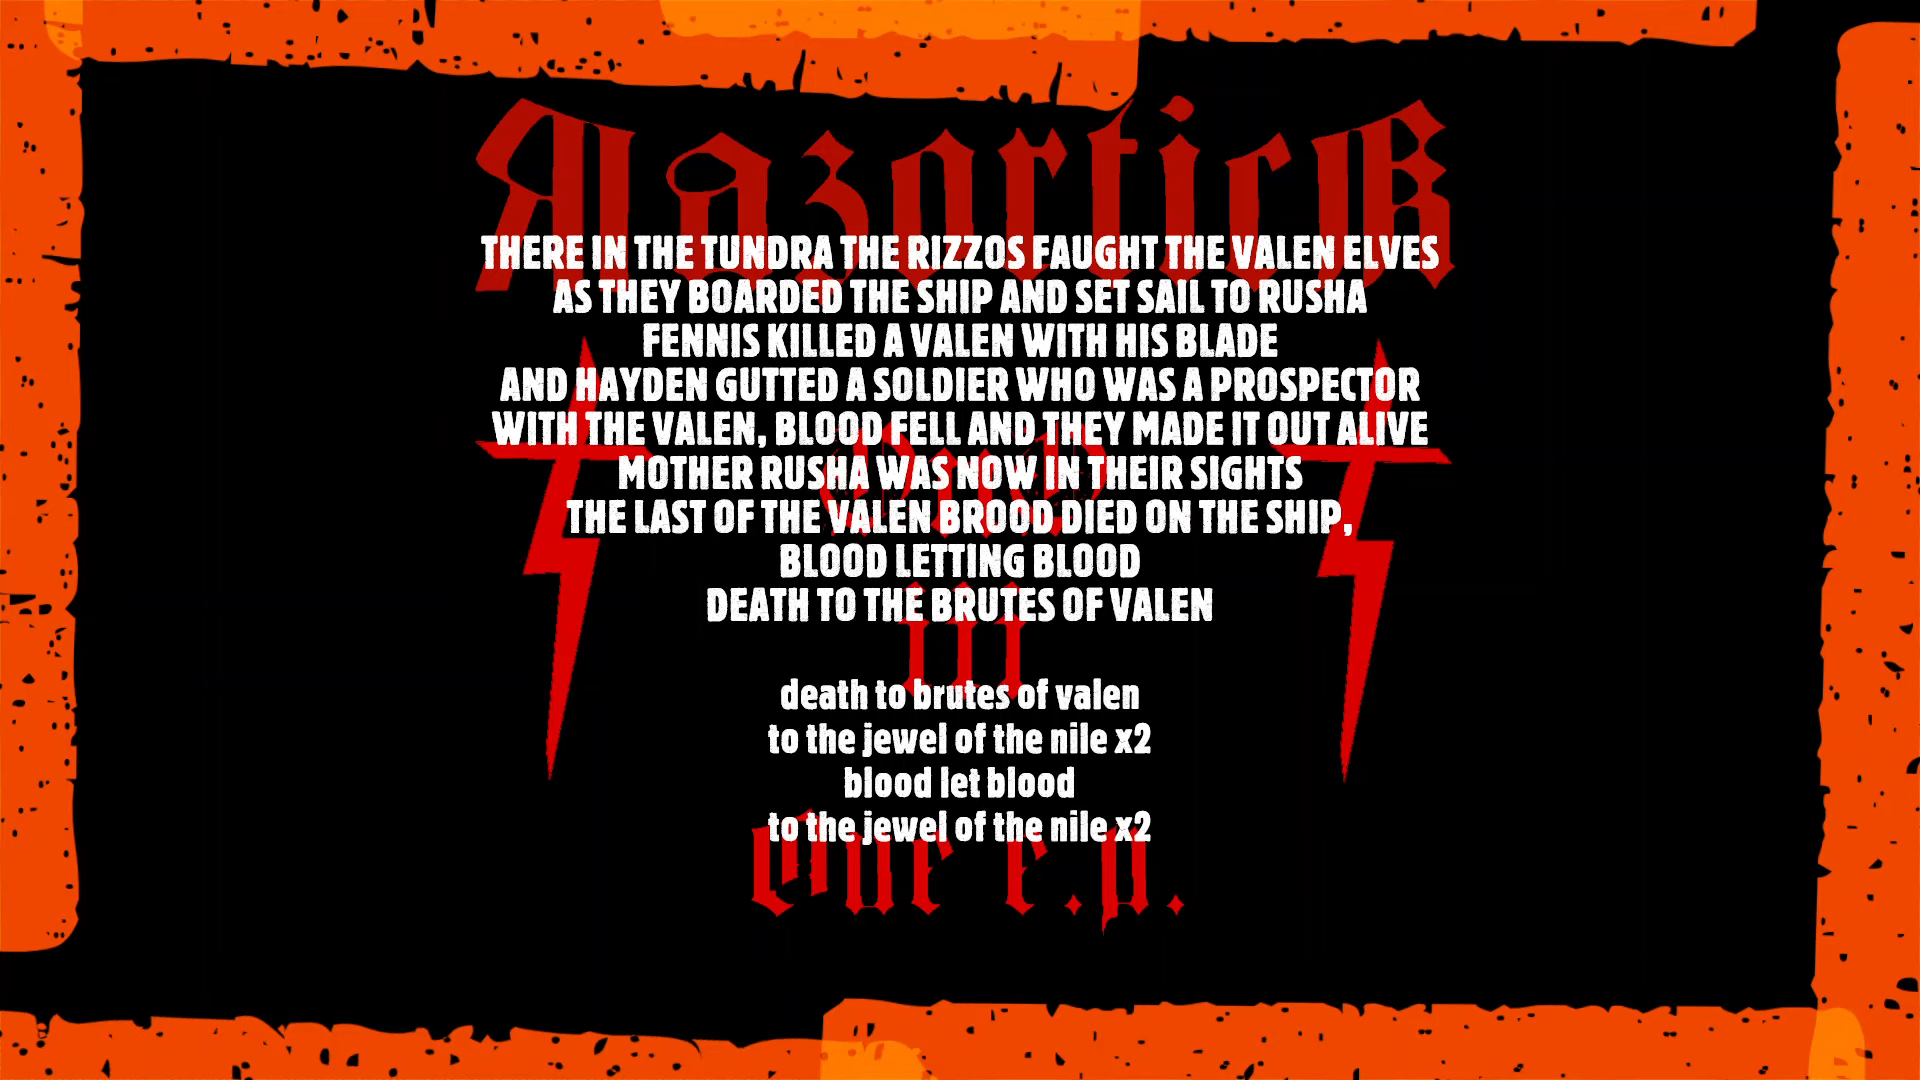 RazorticK
THERE IN THE TUNDRA THE RIZZOS FAUGHT THE VALEN ELVES
AS THEY BOARDED THE SHIP AND SET SAIL TO RUSHA
FENNIS KILLED A VALEN WITH HIS BLADE
AND HAYDEN GUTTED A SOLDIER WHO WAS A PROSPECTOR
WITH THE VALEN, BLOOD FELL AND THEY MADE IT OUT ALIVE
MOTHER RUSHA WAS NOW IN THEIR SIGHTS
THE LAST OF THE VALEN BROOD DIED ON THE SHIP,
BLOOD LETTING BLOOD
DEATH TO THE BRUTES OF VALEN
iii
death to brutes of valen
to the jewel of the nile x2
blood let blood
to the jewel of the nile x2
One e.p.